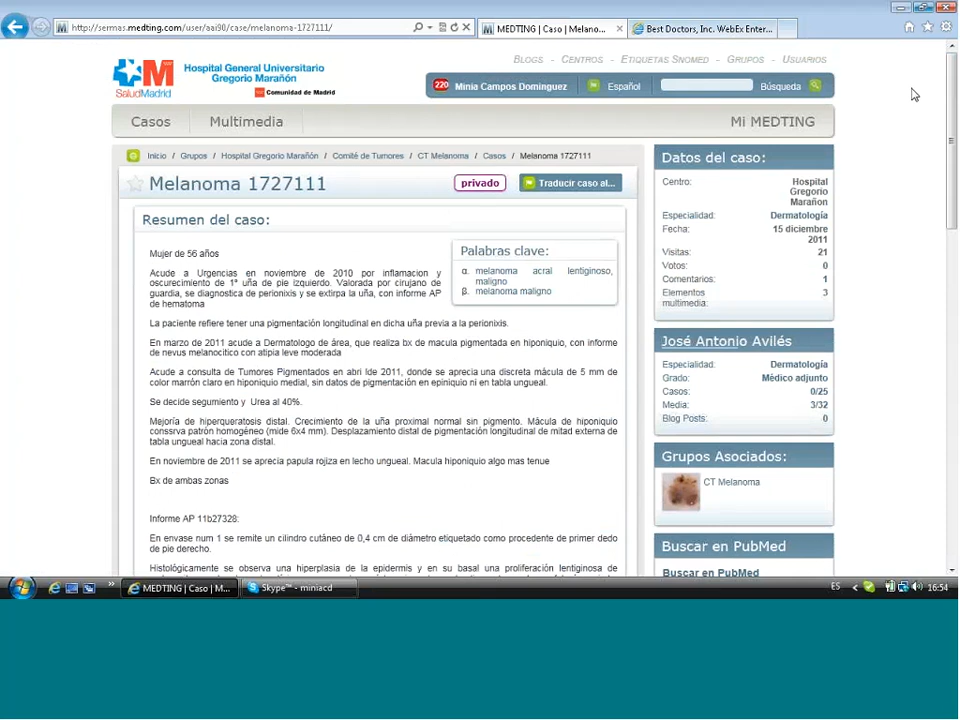 http://sermas.medting.com/user/aai90/case/melanoma-1727111/
MEDTING | Caso | Melano...
Best Doctors, Inc. WebEx Enter...
BLOGS - CENTROS - ETIQUETAS SNOMED - GRUPOS - USUARIOS
SaludMadrid
Hospital General Universitario
Gregorio Marañón
Comunidad de Madrid
220 Minia Campos Dominguez
Español
Búsqueda
Casos
Multimedia
Mi MEDTING
Inicio / Grupos / Hospital Gregorio Marañón / Comité de Tumores / CT Melanoma / Casos / Melanoma 1727111
Melanoma 1727111
privado
Traducir caso al...
Resumen del caso:
Mujer de 56 años
Acude a Urgencias en noviembre de 2010 por inflamacion y
oscurecimiento de 1ª uña de pie izquierdo. Valorada por cirujano de
guardia, se diagnostica de perionixis y se extirpa la uña, con informe AP
de hematoma
Palabras clave:
α. melanoma acral lentiginoso,
maligno
β. melanoma maligno
La paciente refiere tener una pigmentación longitudinal en dicha uña previa a la perionixis.
En marzo de 2011 acude a Dermatologo de área, que realiza bx de macula pigmentada en hiponiquio, con informe
de nevus melanocitico con atipia leve moderada
Acude a consulta de Tumores Pigmentados en abri lde 2011, donde se aprecia una discreta mácula de 5 mm de
color marrón claro en hiponiquio medial, sin datos de pigmentación en epiniquio ni en tabla ungueal.
Se decide segumiento y Urea al 40%.
Mejoría de hiperqueratosis distal. Crecimiento de la uña proximal normal sin pigmento. Mácula de hiponiquio
conssrva patrón homogéneo (mide 6x4 mm). Desplazamiento distal de pigmentación longitudinal de mitad externa de
tabla ungueal hacia zona distal.
En noviembre de 2011 se aprecia papula rojiza en lecho ungueal. Macula hiponiquio algo mas tenue
Bx de ambas zonas
Informe AP 11b27328:
En envase num 1 se remite un cilindro cutáneo de 0,4 cm de diámetro etiquetado como procedente de primer dedo
de pie derecho.
Histológicamente se observa una hiperplasia de la epidermis y en su basal una proliferación lentiginosa de
Datos del caso:
Centro: Hospital
Gregorio
Marañon
Especialidad: Dermatología
Fecha: 15 diciembre
2011
Visitas: 21
Votos: 0
Comentarios: 1
Elementos 3
multimedia:
José Antonio Avilés
Especialidad: Dermatología
Grado: Médico adjunto
Casos: 0/25
Media: 3/32
Blog Posts: 0
Grupos Asociados:
CT Melanoma
Buscar en PubMed
Buscar en PubMed
MEDTING | Caso | M...
Skype™ - miniacd
ES
16:54